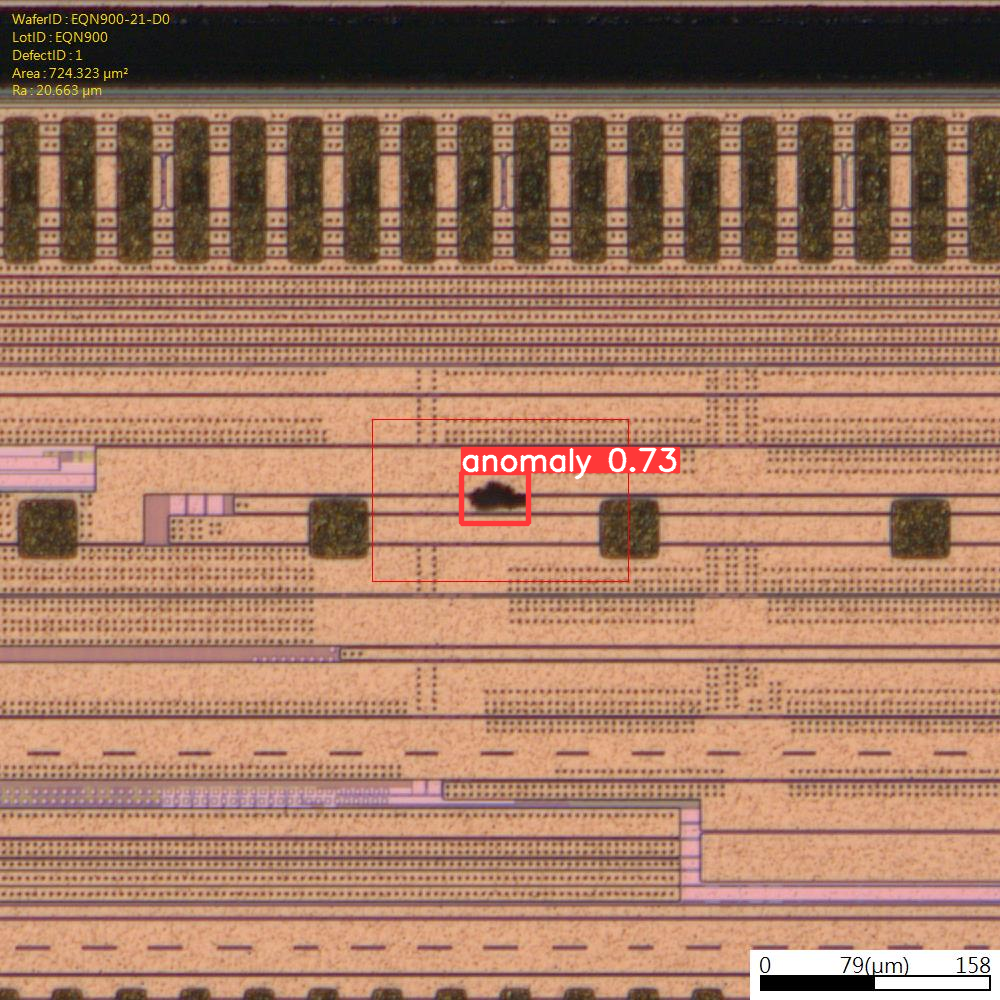 WaferID : EQN900-21-D0
LotID : EQN900
DefectID : 1
Area : 724.323 µm²
Ra : 20.663 µm
anomaly 0.73
0 79(µm) 158